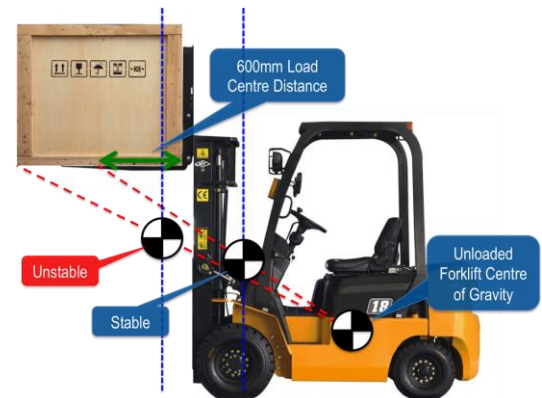 600mm Load
Centre Distance
Unstable
Stable
Unloaded
Forklift Centre
of Gravity
18